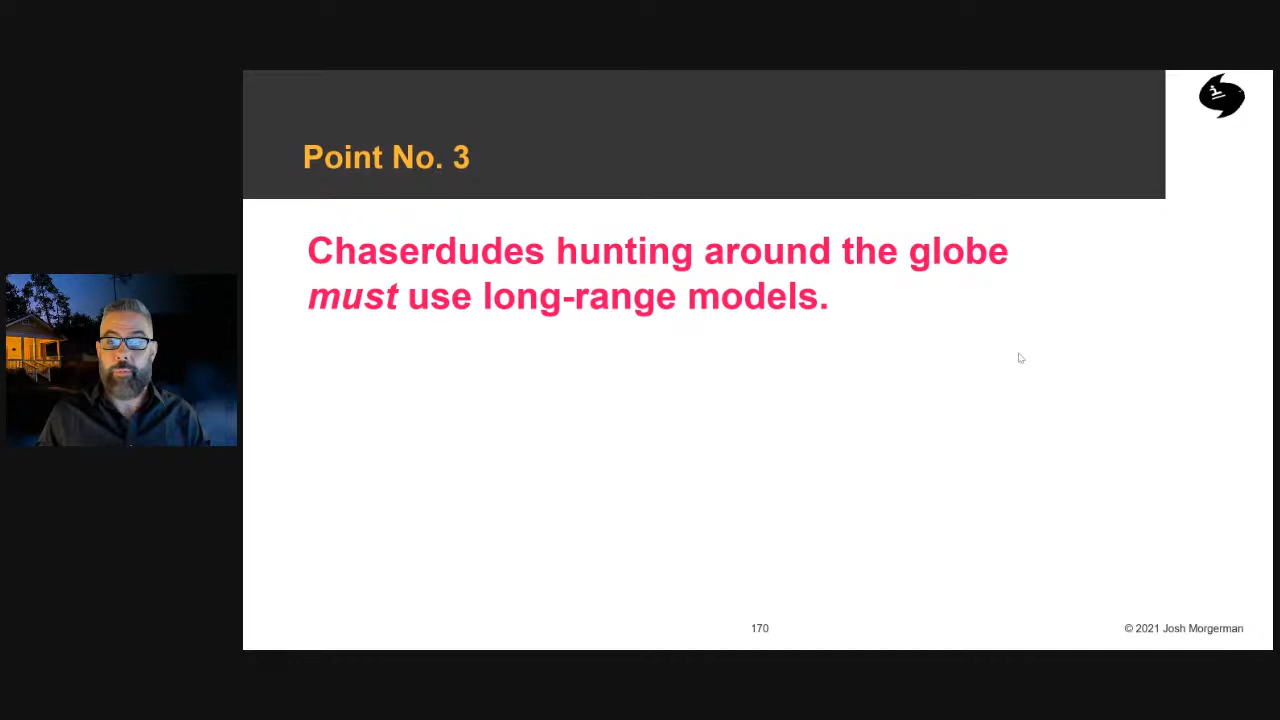 Point No. 3
Chaserdudes hunting around the globe
must use long-range models.
170
© 2021 Josh Morgerman